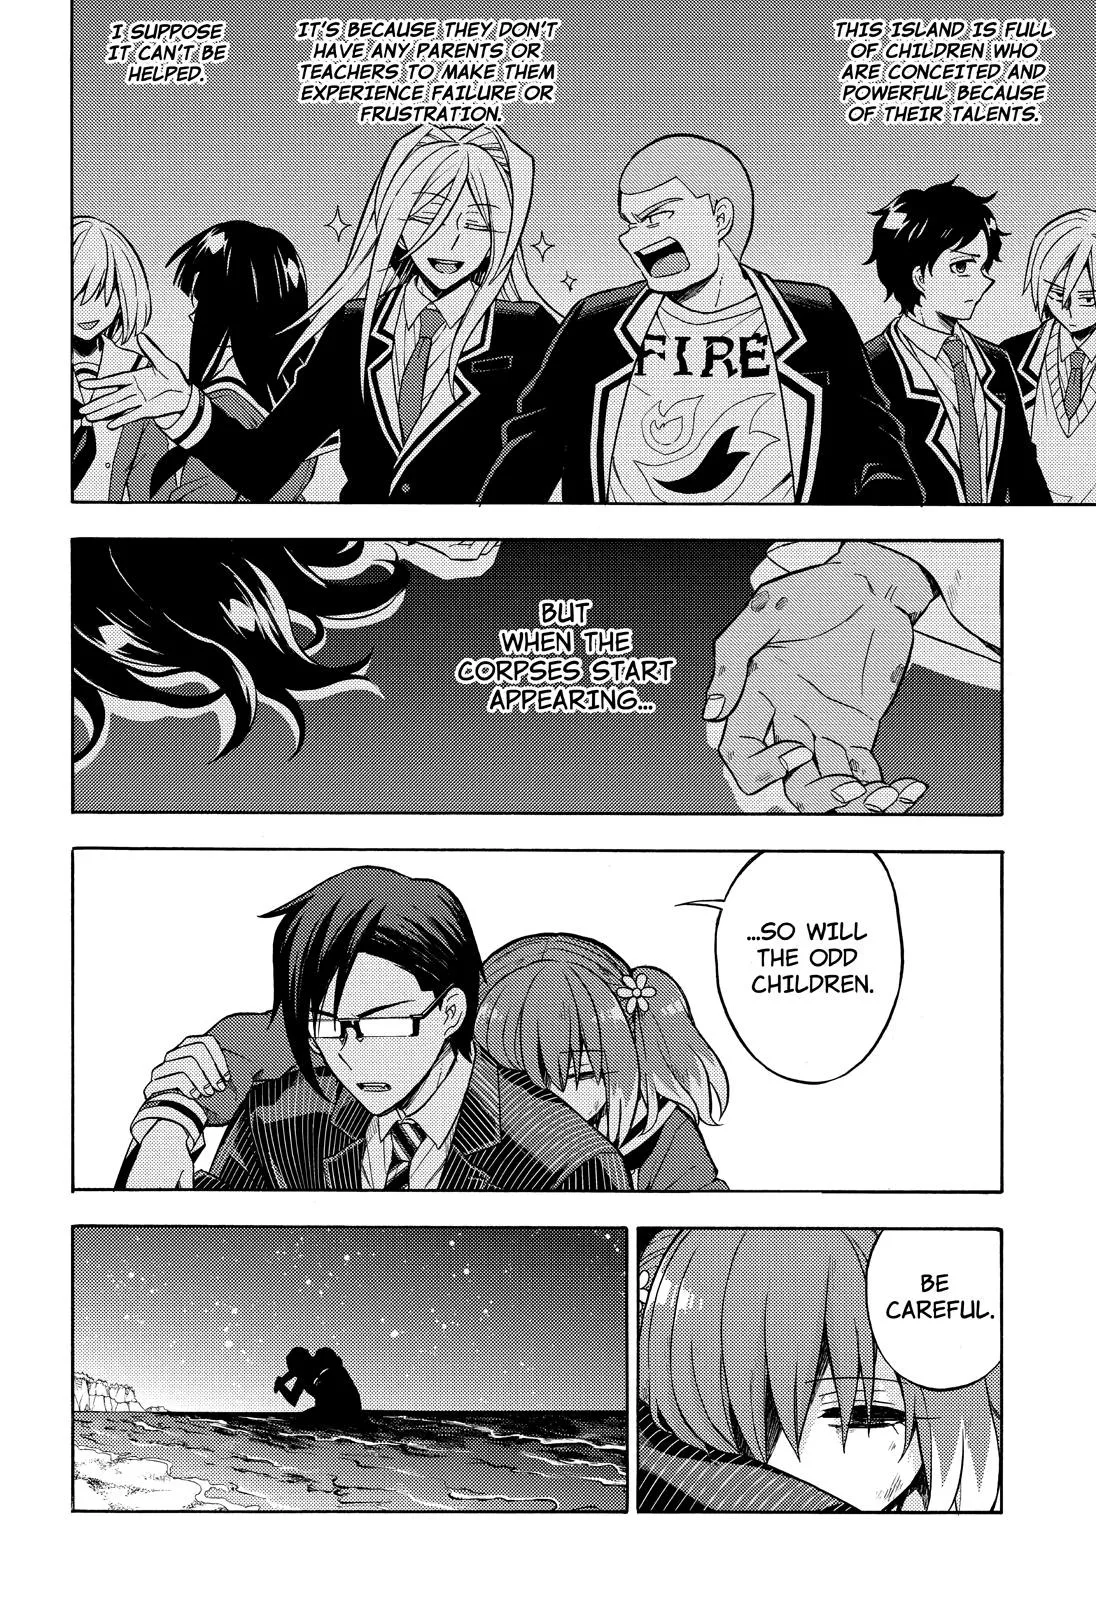 THIS ISLAND IS FULL
OF CHILDREN WHO
ARE CONCEITED AND
POWERFUL BECAUSE
OF THEIR TALENTS.
IT'S BECAUSE THEY DON'T
HAVE ANY PARENTS OR
TEACHERS TO MAKE THEM
EXPERIENCE FAILURE OR
FRUSTRATION.
I SUPPOSE
IT CAN'T BE
HELPED.
FIRE
BUT
WHEN THE
CORPSES START
APPEARING...
...SO WILL
THE ODD
CHILDREN.
BE
CAREFUL.